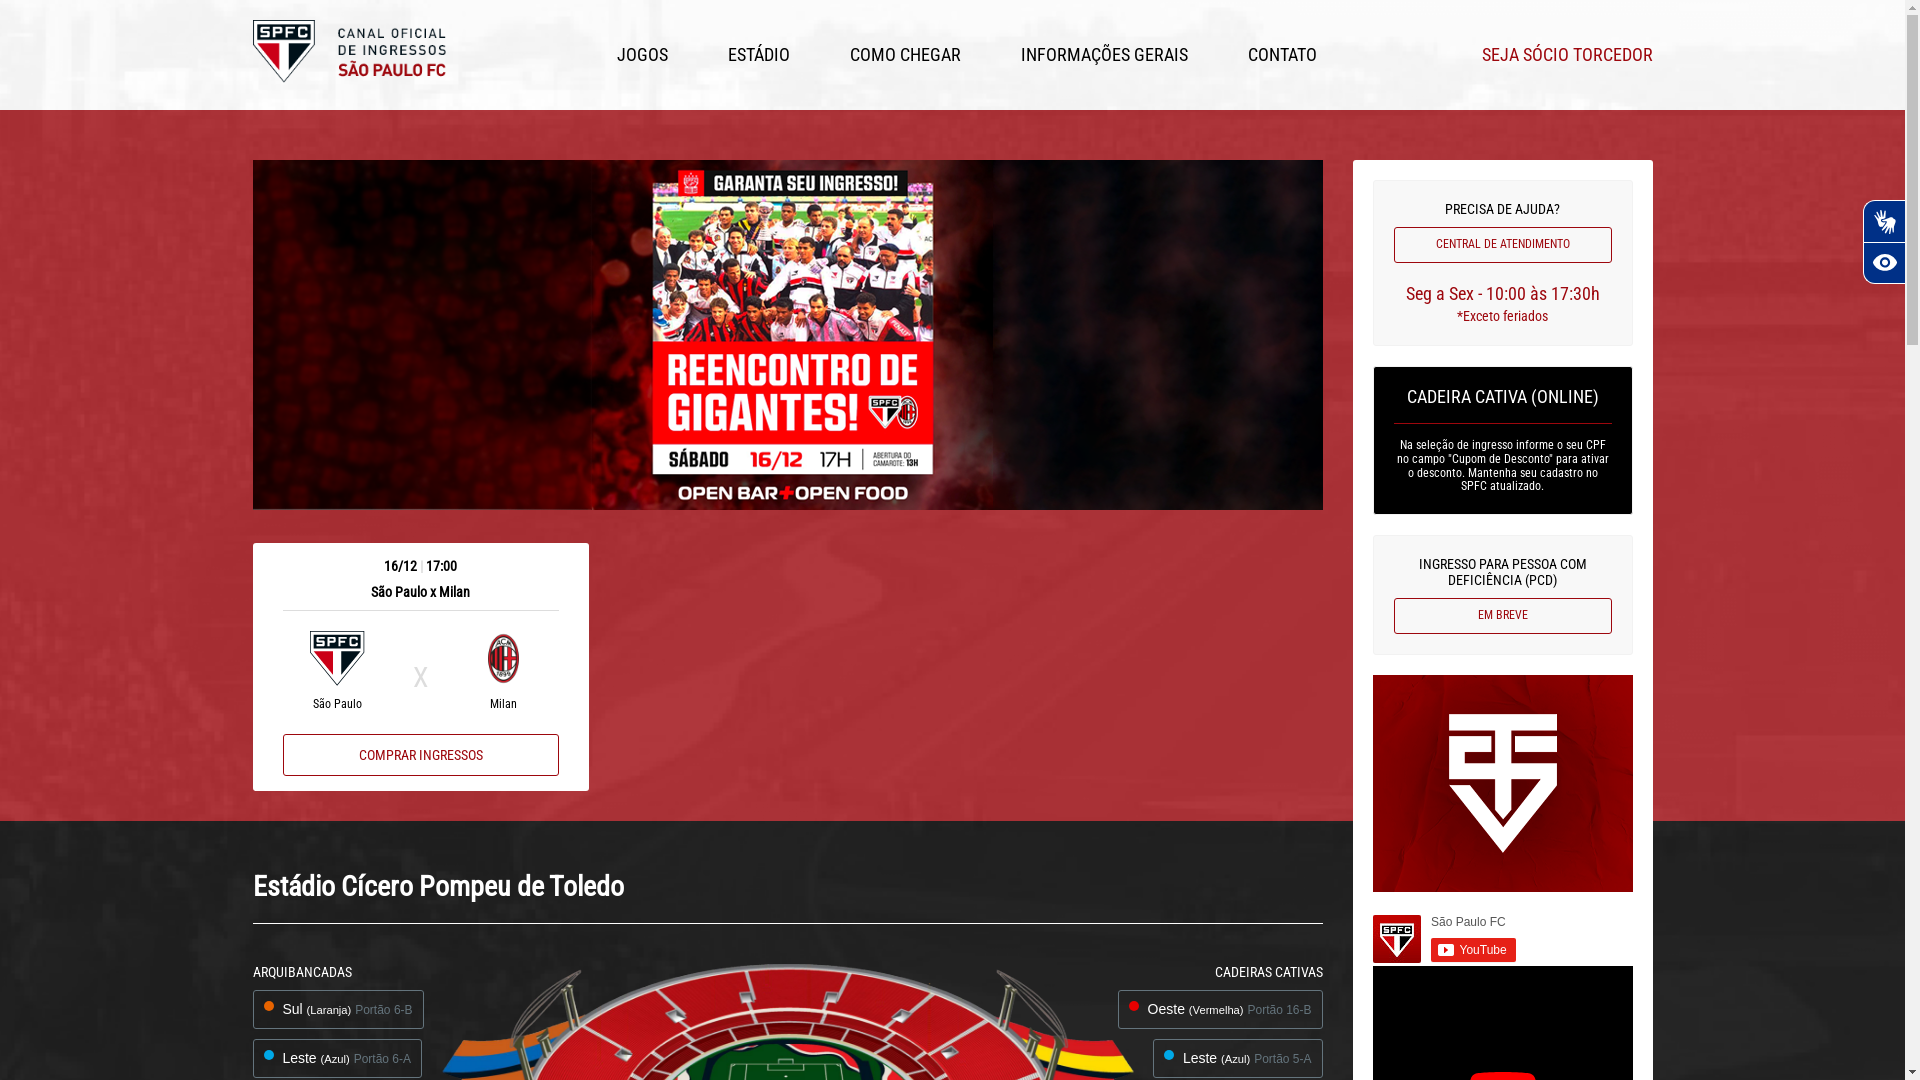 SPFC
CANAL OFICIAL
DE INGRESSOS
SÃO PAULO FC
JOGOS
ESTÁDIO
COMO CHEGAR
INFORMAÇÕES GERAIS
CONTATO
SEJA SÓCIO TORCEDOR
GARANTA SEU INGRESSO!
REENCONTRO DE
GIGANTES!
SPFC
SÁBADO 16/12 17H ABERTURA DO
CAMAROTE: 13H
OPEN BAR+OPEN FOOD
16/12 | 17:00
São Paulo x Milan
SPFC
X
São Paulo
Milan
COMPRAR INGRESSOS
PRECISA DE AJUDA?
CENTRAL DE ATENDIMENTO
Seg a Sex - 10:00 às 17:30h
*Exceto feriados
CADEIRA CATIVA (ONLINE)
Na seleção de ingresso informe o seu CPF
no campo "Cupom de Desconto" para ativar
o desconto. Mantenha seu cadastro no
SPFC atualizado.
INGRESSO PARA PESSOA COM
DEFICIÊNCIA (PCD)
EM BREVE
SPFC
São Paulo FC
YouTube
Estádio Cícero Pompeu de Toledo
ARQUIBANCADAS
Sul (Laranja) Portão 6-B
Leste (Azul) Portão 6-A
CADEIRAS CATIVAS
Oeste (Vermelha) Portão 16-B
Leste (Azul) Portão 5-A